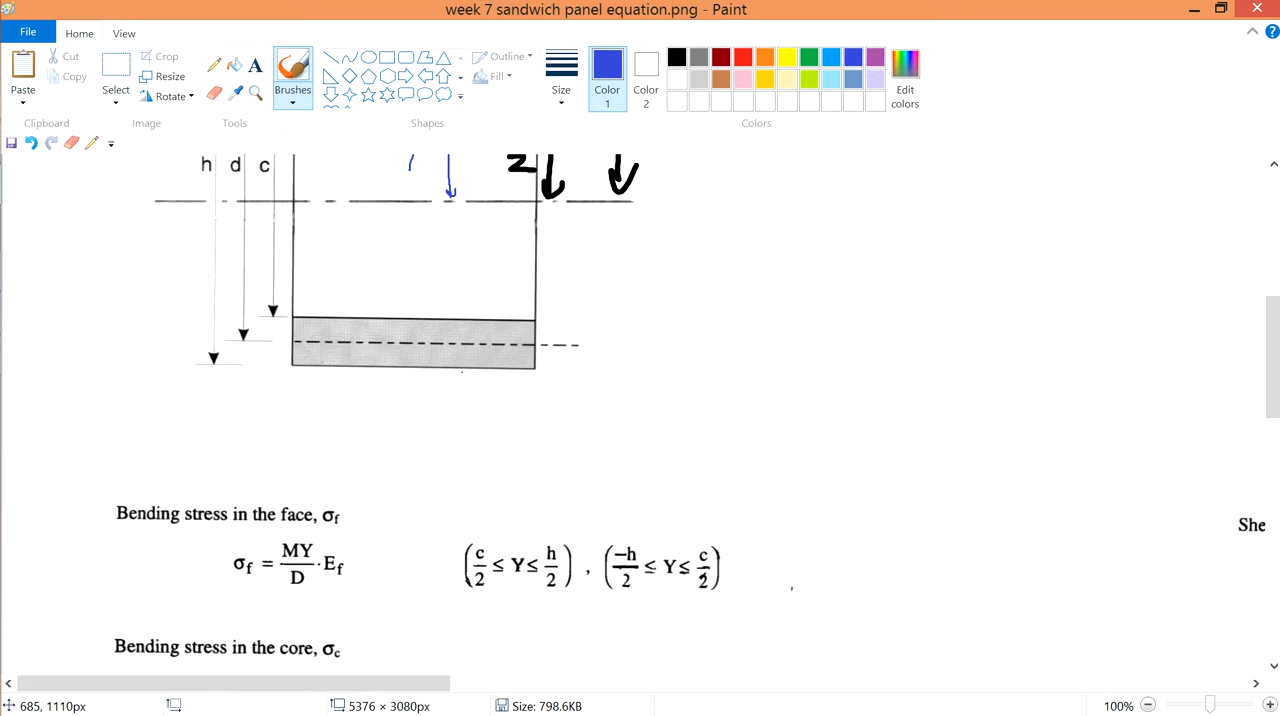 week 7 sandwich panel equation.png - Paint
File Home View
Paste
Cut
Copy
Clipboard
Select
Crop
Resize
Rotate
Image
A
Tools
Brushes
Outline
Fill
Shapes
Size
Color 1
Color 2
Edit colors
Colors
h d c
2
Bending stress in the face, σf
She
σf = MY/D · Ef (c/2 ≤ Y ≤ h/2) , (-h/2 ≤ Y ≤ c/2)
Bending stress in the core, σc
685, 1110px
5376 × 3080px
Size: 798.6KB
100%